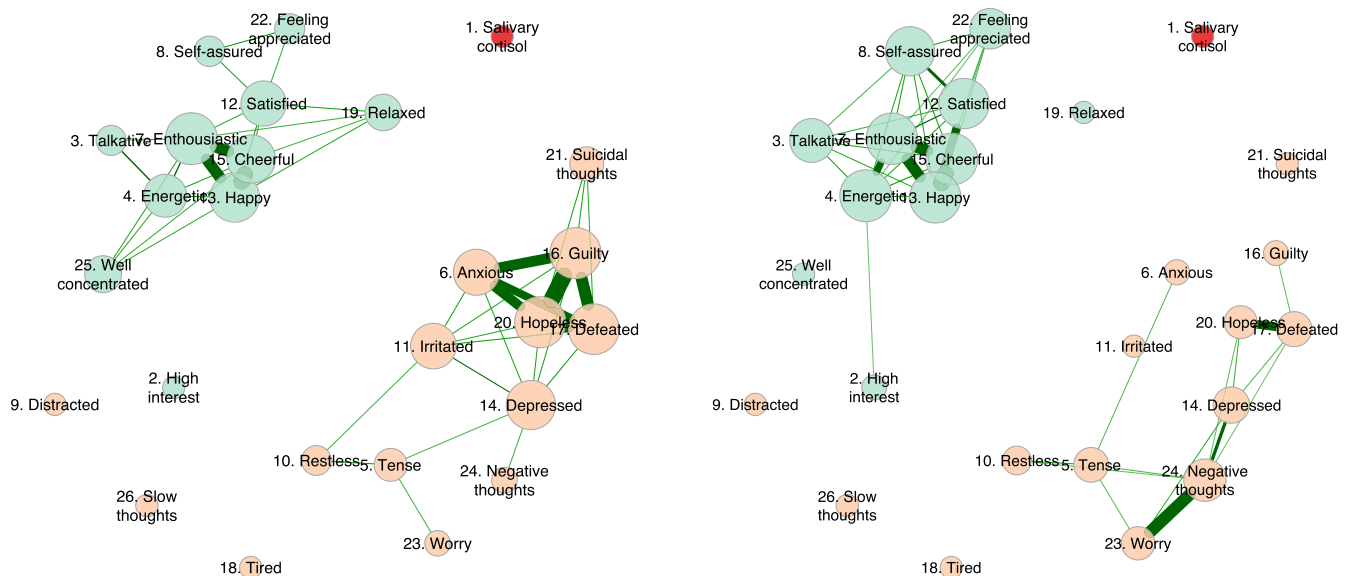 22. Feeling
appreciated
1. Salivary
cortisol
8. Self-assured
12. Satisfied
19. Relaxed
3. Talkative
7. Enthousiastic
15. Cheerful
21. Suicidal
thoughts
4. Energetic
13. Happy
16. Guilty
25. Well
concentrated
6. Anxious
20. Hopeless
17. Defeated
11. Irritated
2. High
interest
9. Distracted
14. Depressed
10. Restless
5. Tense
24. Negative
thoughts
26. Slow
thoughts
23. Worry
18. Tired
22. Feeling
appreciated
1. Salivary
cortisol
8. Self-assured
12. Satisfied
19. Relaxed
3. Talkative
7. Enthousiastic
15. Cheerful
21. Suicidal
thoughts
4. Energetic
13. Happy
16. Guilty
25. Well
concentrated
6. Anxious
20. Hopeless
17. Defeated
11. Irritated
2. High
interest
9. Distracted
14. Depressed
10. Restless
5. Tense
24. Negative
thoughts
26. Slow
thoughts
23. Worry
18. Tired